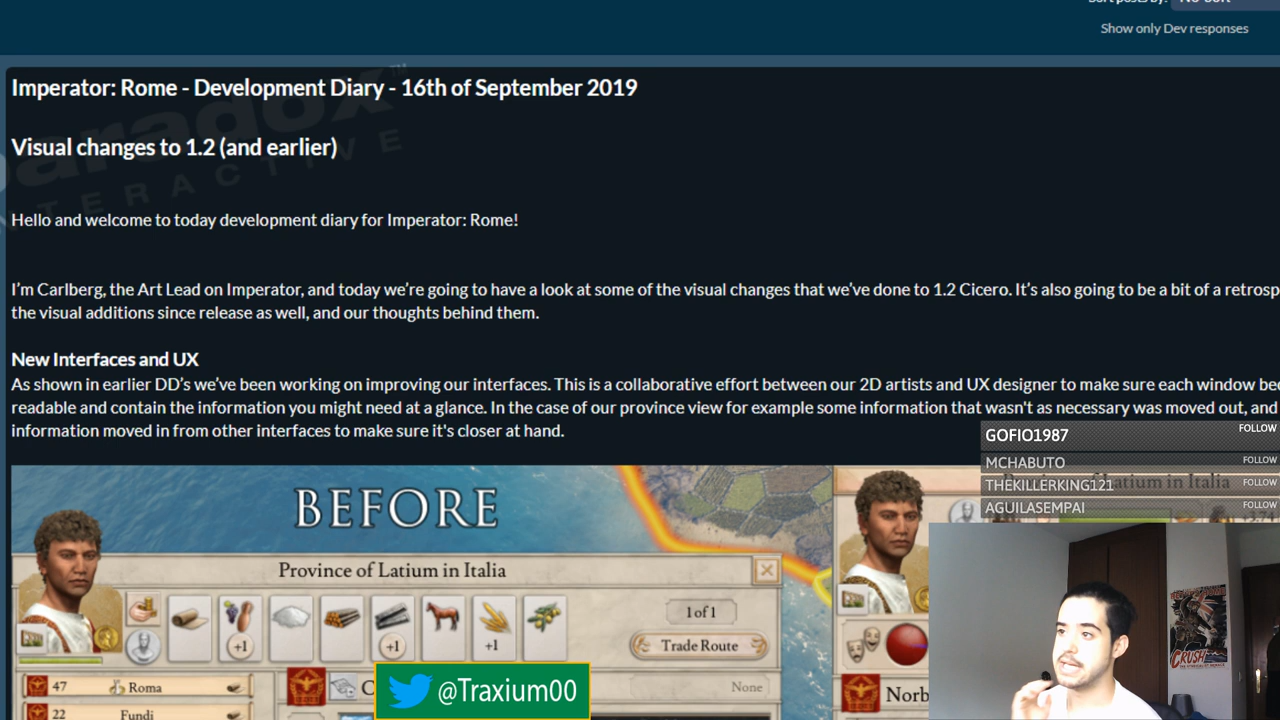 Show only Dev responses
paradox
INTERACTIVE
Imperator: Rome - Development Diary - 16th of September 2019
Visual changes to 1.2 (and earlier)
Hello and welcome to today development diary for Imperator: Rome!
I'm Carlberg, the Art Lead on Imperator, and today we're going to have a look at some of the visual changes that we've done to 1.2 Cicero. It's also going to be a bit of a
the visual additions since release as well, and our thoughts behind them.
New Interfaces and UX
As shown in earlier DD's we've been working on improving our interfaces. This is a collaborative effort between our 2D artists and UX designer to make sure each window
readable and contain the information you might need at a glance. In the case of our province view for example some information that wasn't as necessary was moved out, and
information moved in from other interfaces to make sure it's closer at hand.
GOFIO1987 FOLLOW
MCHABUTO FOLLOW
THEKILLERKING121 FOLLOW
AGUILASEMPAI FOLLOW
BEFORE
Province of Latium in Italia
in Italia
1 of 1
+1 +1 +1
Trade Route
47 Roma
None
22 Fundi
Norb
@Traxium00
CRUSH